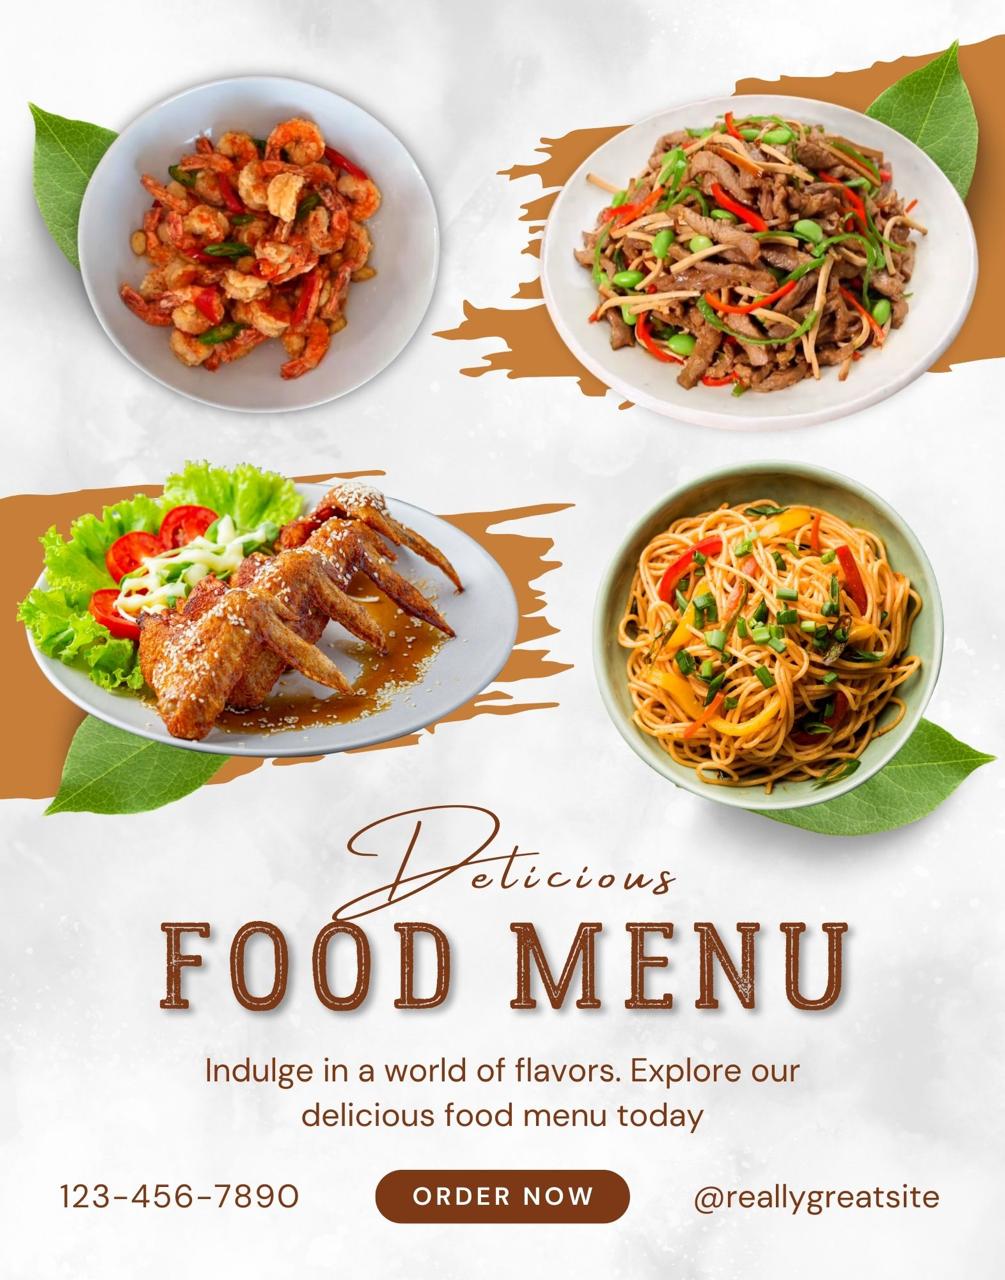 Delicious
FOOD MENU
Indulge in a world of flavors. Explore our
delicious food menu today
123-456-7890
ORDER NOW
@reallygreatsite